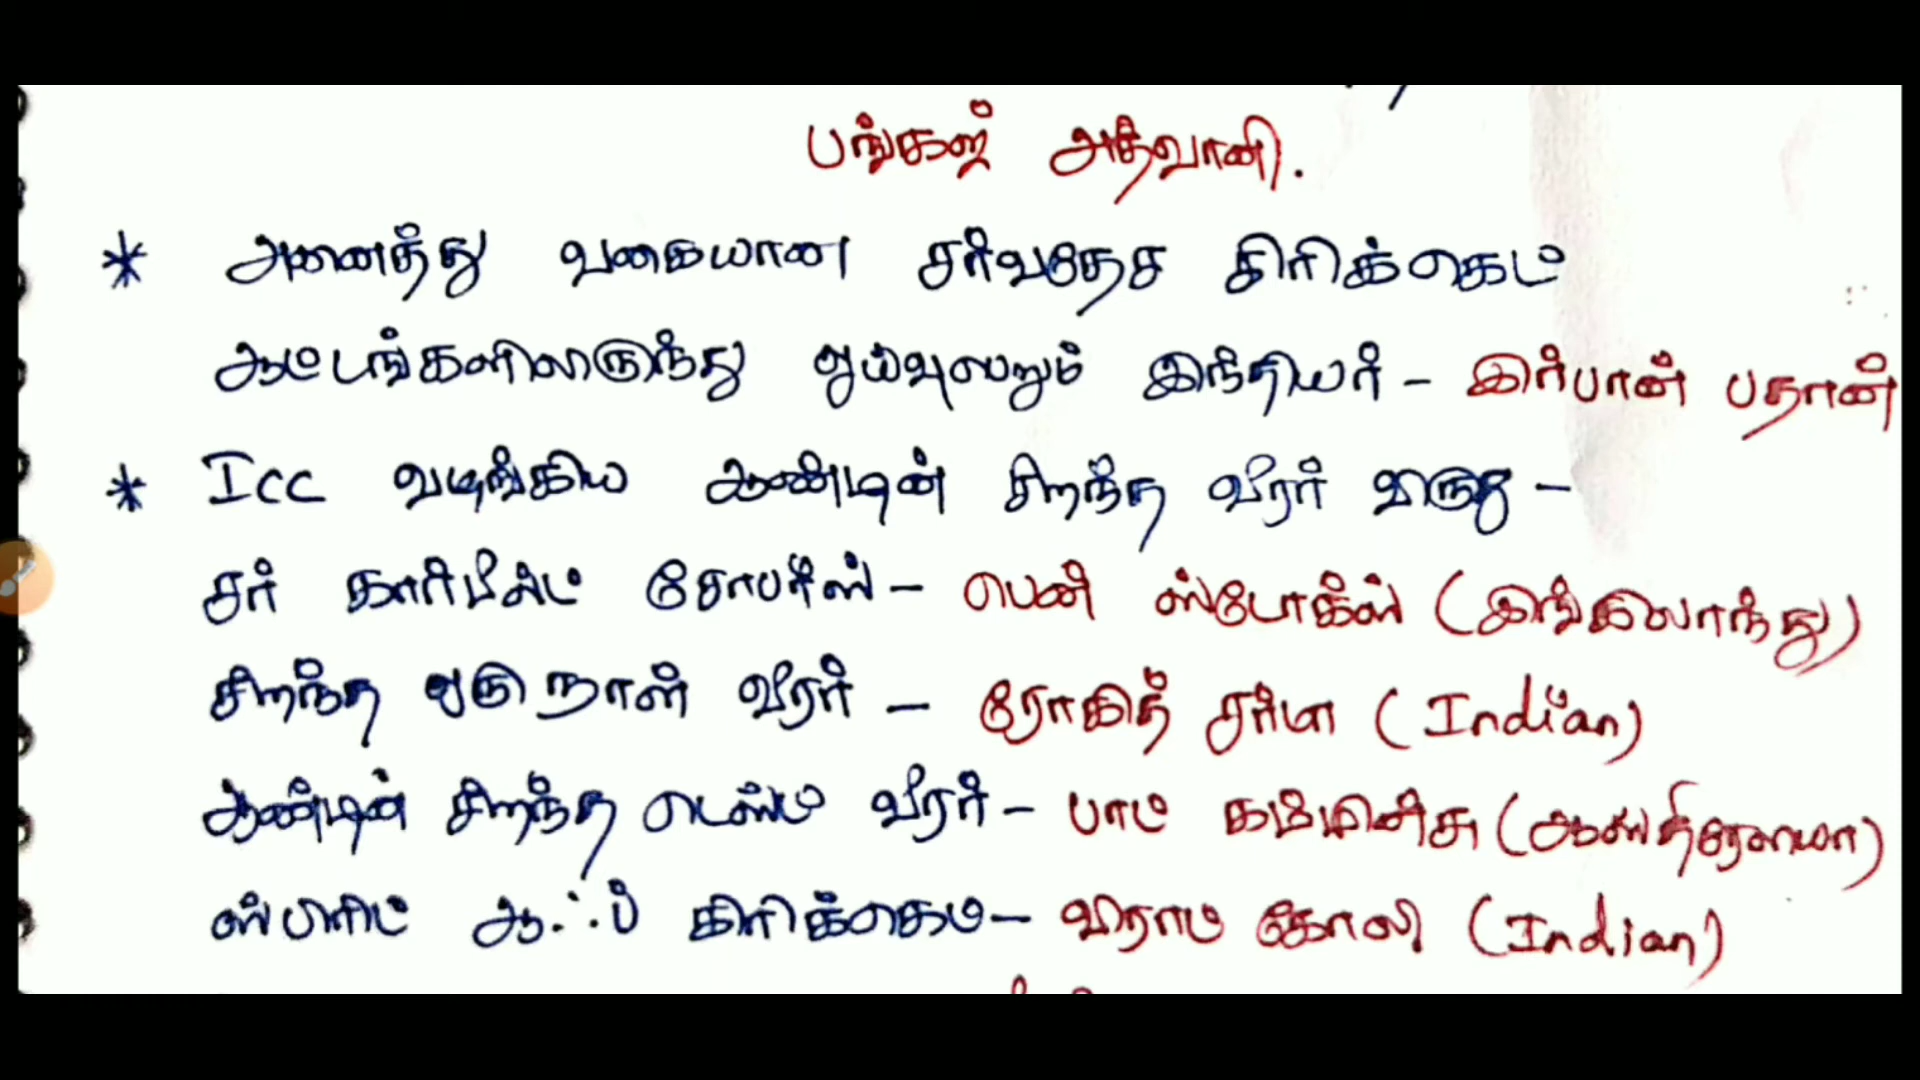 பங்கஜ் அத்வானி.
* அனைத்து வகையான சர்வதேச கிரிக்கெட்
ஆட்டங்களிலிருந்து ஓய்வுபெறும் இந்தியர் – இர்பான் பதான்
* Icc வழங்கிய ஆண்டின் சிறந்த வீரர் விருது –
சர் காரிபீல்ட் சோபர்ஸ் – பென் ஸ்டோக்ஸ் (இங்கிலாந்து)
சிறந்த ஒருநாள் வீரர் – ரோகித் சர்மா (Indian)
ஆண்டின் சிறந்த டெஸ்ட் வீரர் – பாட் கம்மின்சு (ஆஸ்திரேலியா)
ஸ்பிரிட் ஆஃப் கிரிக்கெட் – விராட் கோலி (Indian)